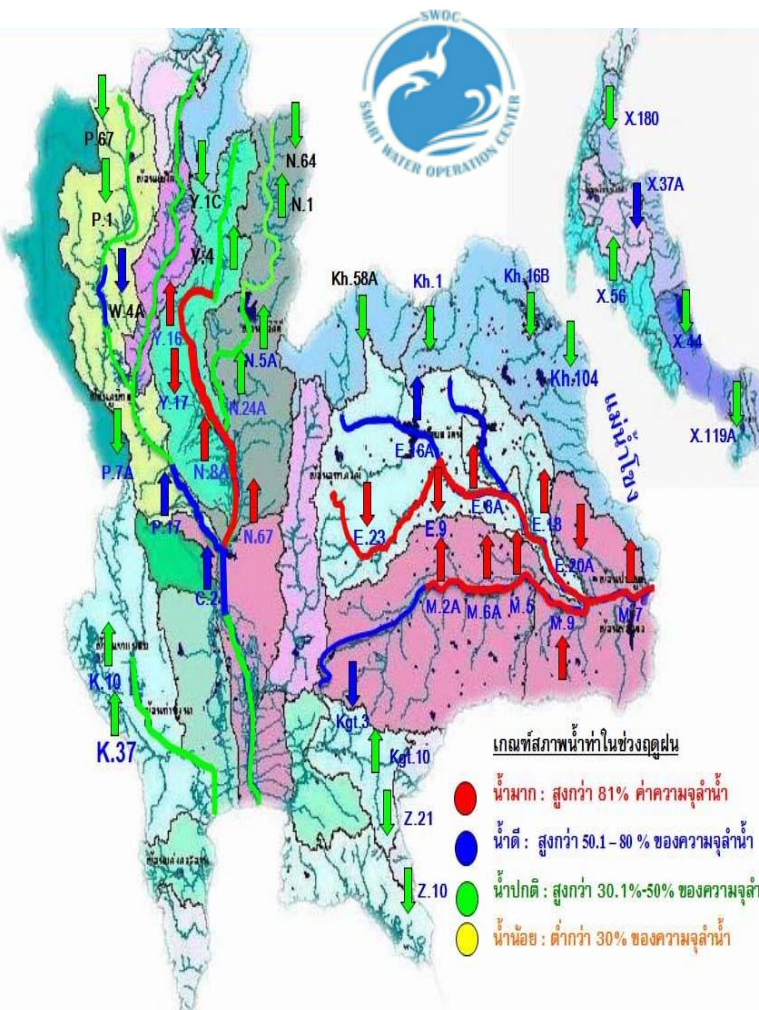 SWOC
SMART WATER OPERATION CENTER
P.67
P.1
W.4A
Y.16
Y.17
P.7A
P.17
C.2
Y.1C
Y.4
N.64
N.1
N.5A
N.24A
N.8A
N.67
Kh.58A
Kh.1
Kh.16B
Kh.104
แม่น้ำโขง
X.180
X.37A
X.56
X.44
X.119A
E.16A
E.23
E.9
E.8A
E.18
E.20A
M.2A
M.6A
M.5
M.9
M.7
K.10
K.37
Kgt.3
Kgt.10
Z.21
Z.10
เกณฑ์สภาพน้ำท่าในช่วงฤดูฝน
น้ำมาก : สูงกว่า 81% ค่าความจุลำน้ำ
น้ำดี : สูงกว่า 50.1 – 80 % ของความจุลำน้ำ
น้ำปกติ : สูงกว่า 30.1%-50% ของความจุลำ
น้ำน้อย : ต่ำกว่า 30% ของความจุลำน้ำ